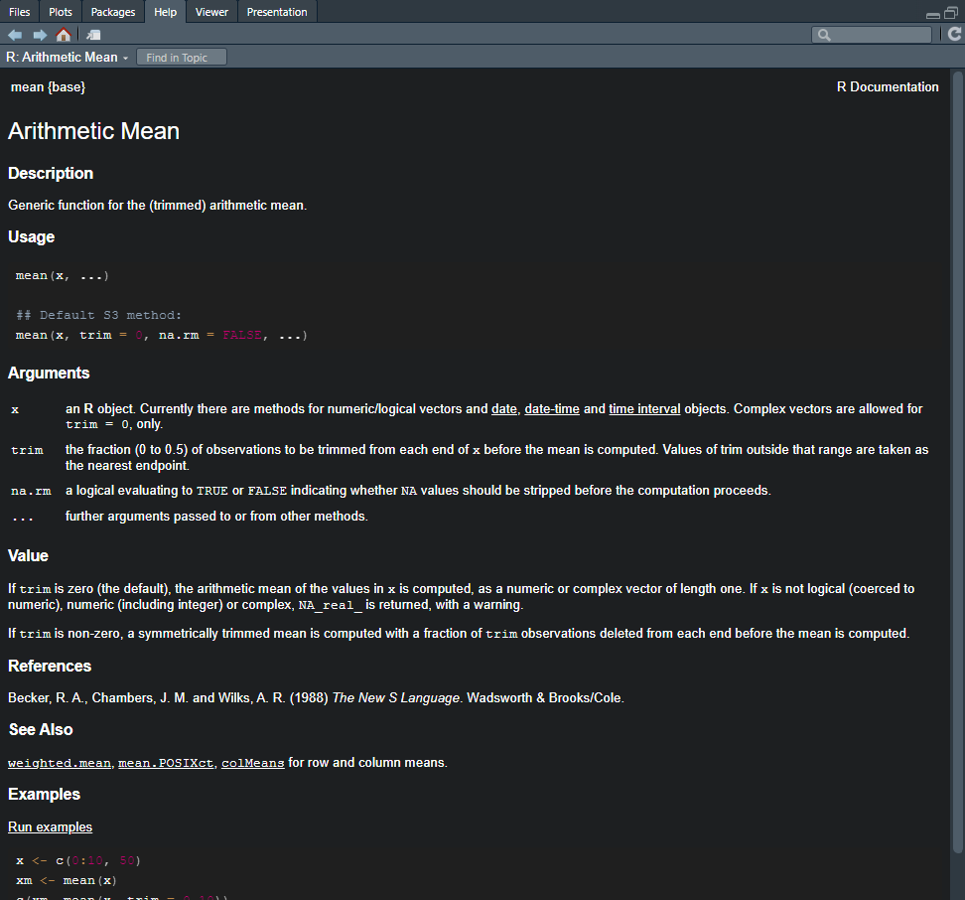 Files Plots Packages Help Viewer Presentation
R: Arithmetic Mean Find in Topic
mean {base} R Documentation
Arithmetic Mean
Description
Generic function for the (trimmed) arithmetic mean.
Usage
mean(x, ...)
## Default S3 method:
mean(x, trim = 0, na.rm = FALSE, ...)
Arguments
x an R object. Currently there are methods for numeric/logical vectors and date, date-time and time interval objects. Complex vectors are allowed for
trim = 0, only.
trim the fraction (0 to 0.5) of observations to be trimmed from each end of x before the mean is computed. Values of trim outside that range are taken as
the nearest endpoint.
na.rm a logical evaluating to TRUE or FALSE indicating whether NA values should be stripped before the computation proceeds.
... further arguments passed to or from other methods.
Value
If trim is zero (the default), the arithmetic mean of the values in x is computed, as a numeric or complex vector of length one. If x is not logical (coerced to
numeric), numeric (including integer) or complex, NA_real_ is returned, with a warning.
If trim is non-zero, a symmetrically trimmed mean is computed with a fraction of trim observations deleted from each end before the mean is computed.
References
Becker, R. A., Chambers, J. M. and Wilks, A. R. (1988) The New S Language. Wadsworth & Brooks/Cole.
See Also
weighted.mean, mean.POSIXct, colMeans for row and column means.
Examples
Run examples
x <- c(0:10, 50)
xm <- mean(x)
c(xm, mean(x, trim = 0.10))